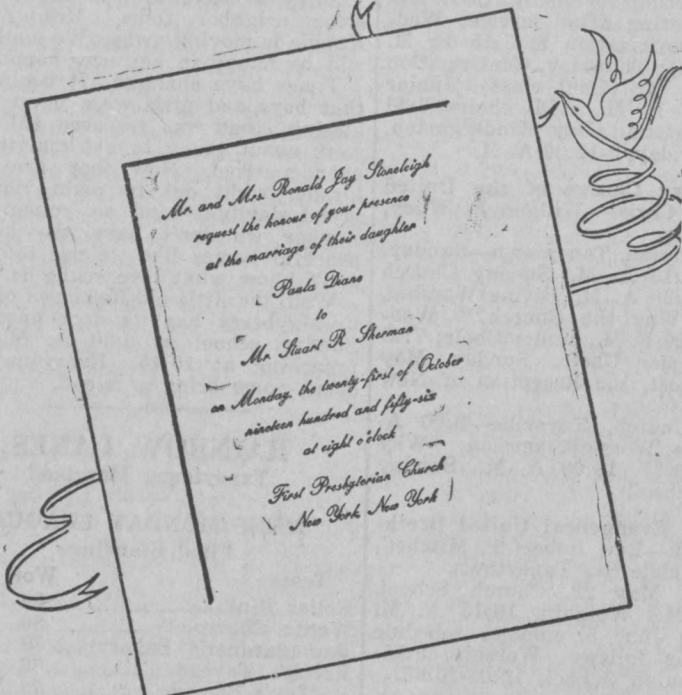 Mr. and Mrs. Ronald Jay Stoneleigh
request the honour of your presence
at the marriage of their daughter
Paula Diane
to
Mr. Stuart R. Sherman
on Monday, the twenty-first of October
nineteen hundred and fifty-six
at eight o'clock
First Presbyterian Church
New York New York